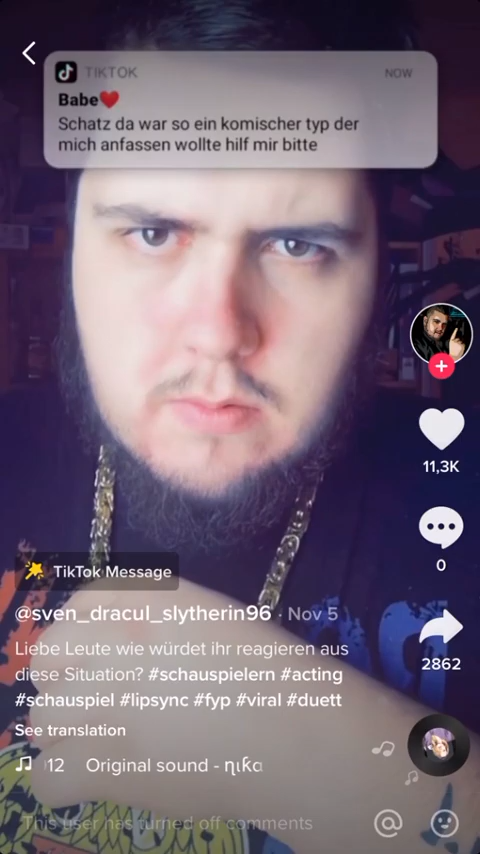 TIKTOK
NOW
Babe❤️
Schatz da war so ein komischer typ der
mich anfassen wollte hilf mir bitte
11,3K
0
2862
TikTok Message
@sven_dracul_slytherin96 · Nov 5
Liebe Leute wie würdet ihr reagieren aus
diese Situation? #schauspielern #acting
#schauspiel #lipsync #fyp #viral #duett
See translation
12 Original sound - ɳιƙα
This user has turned off comments